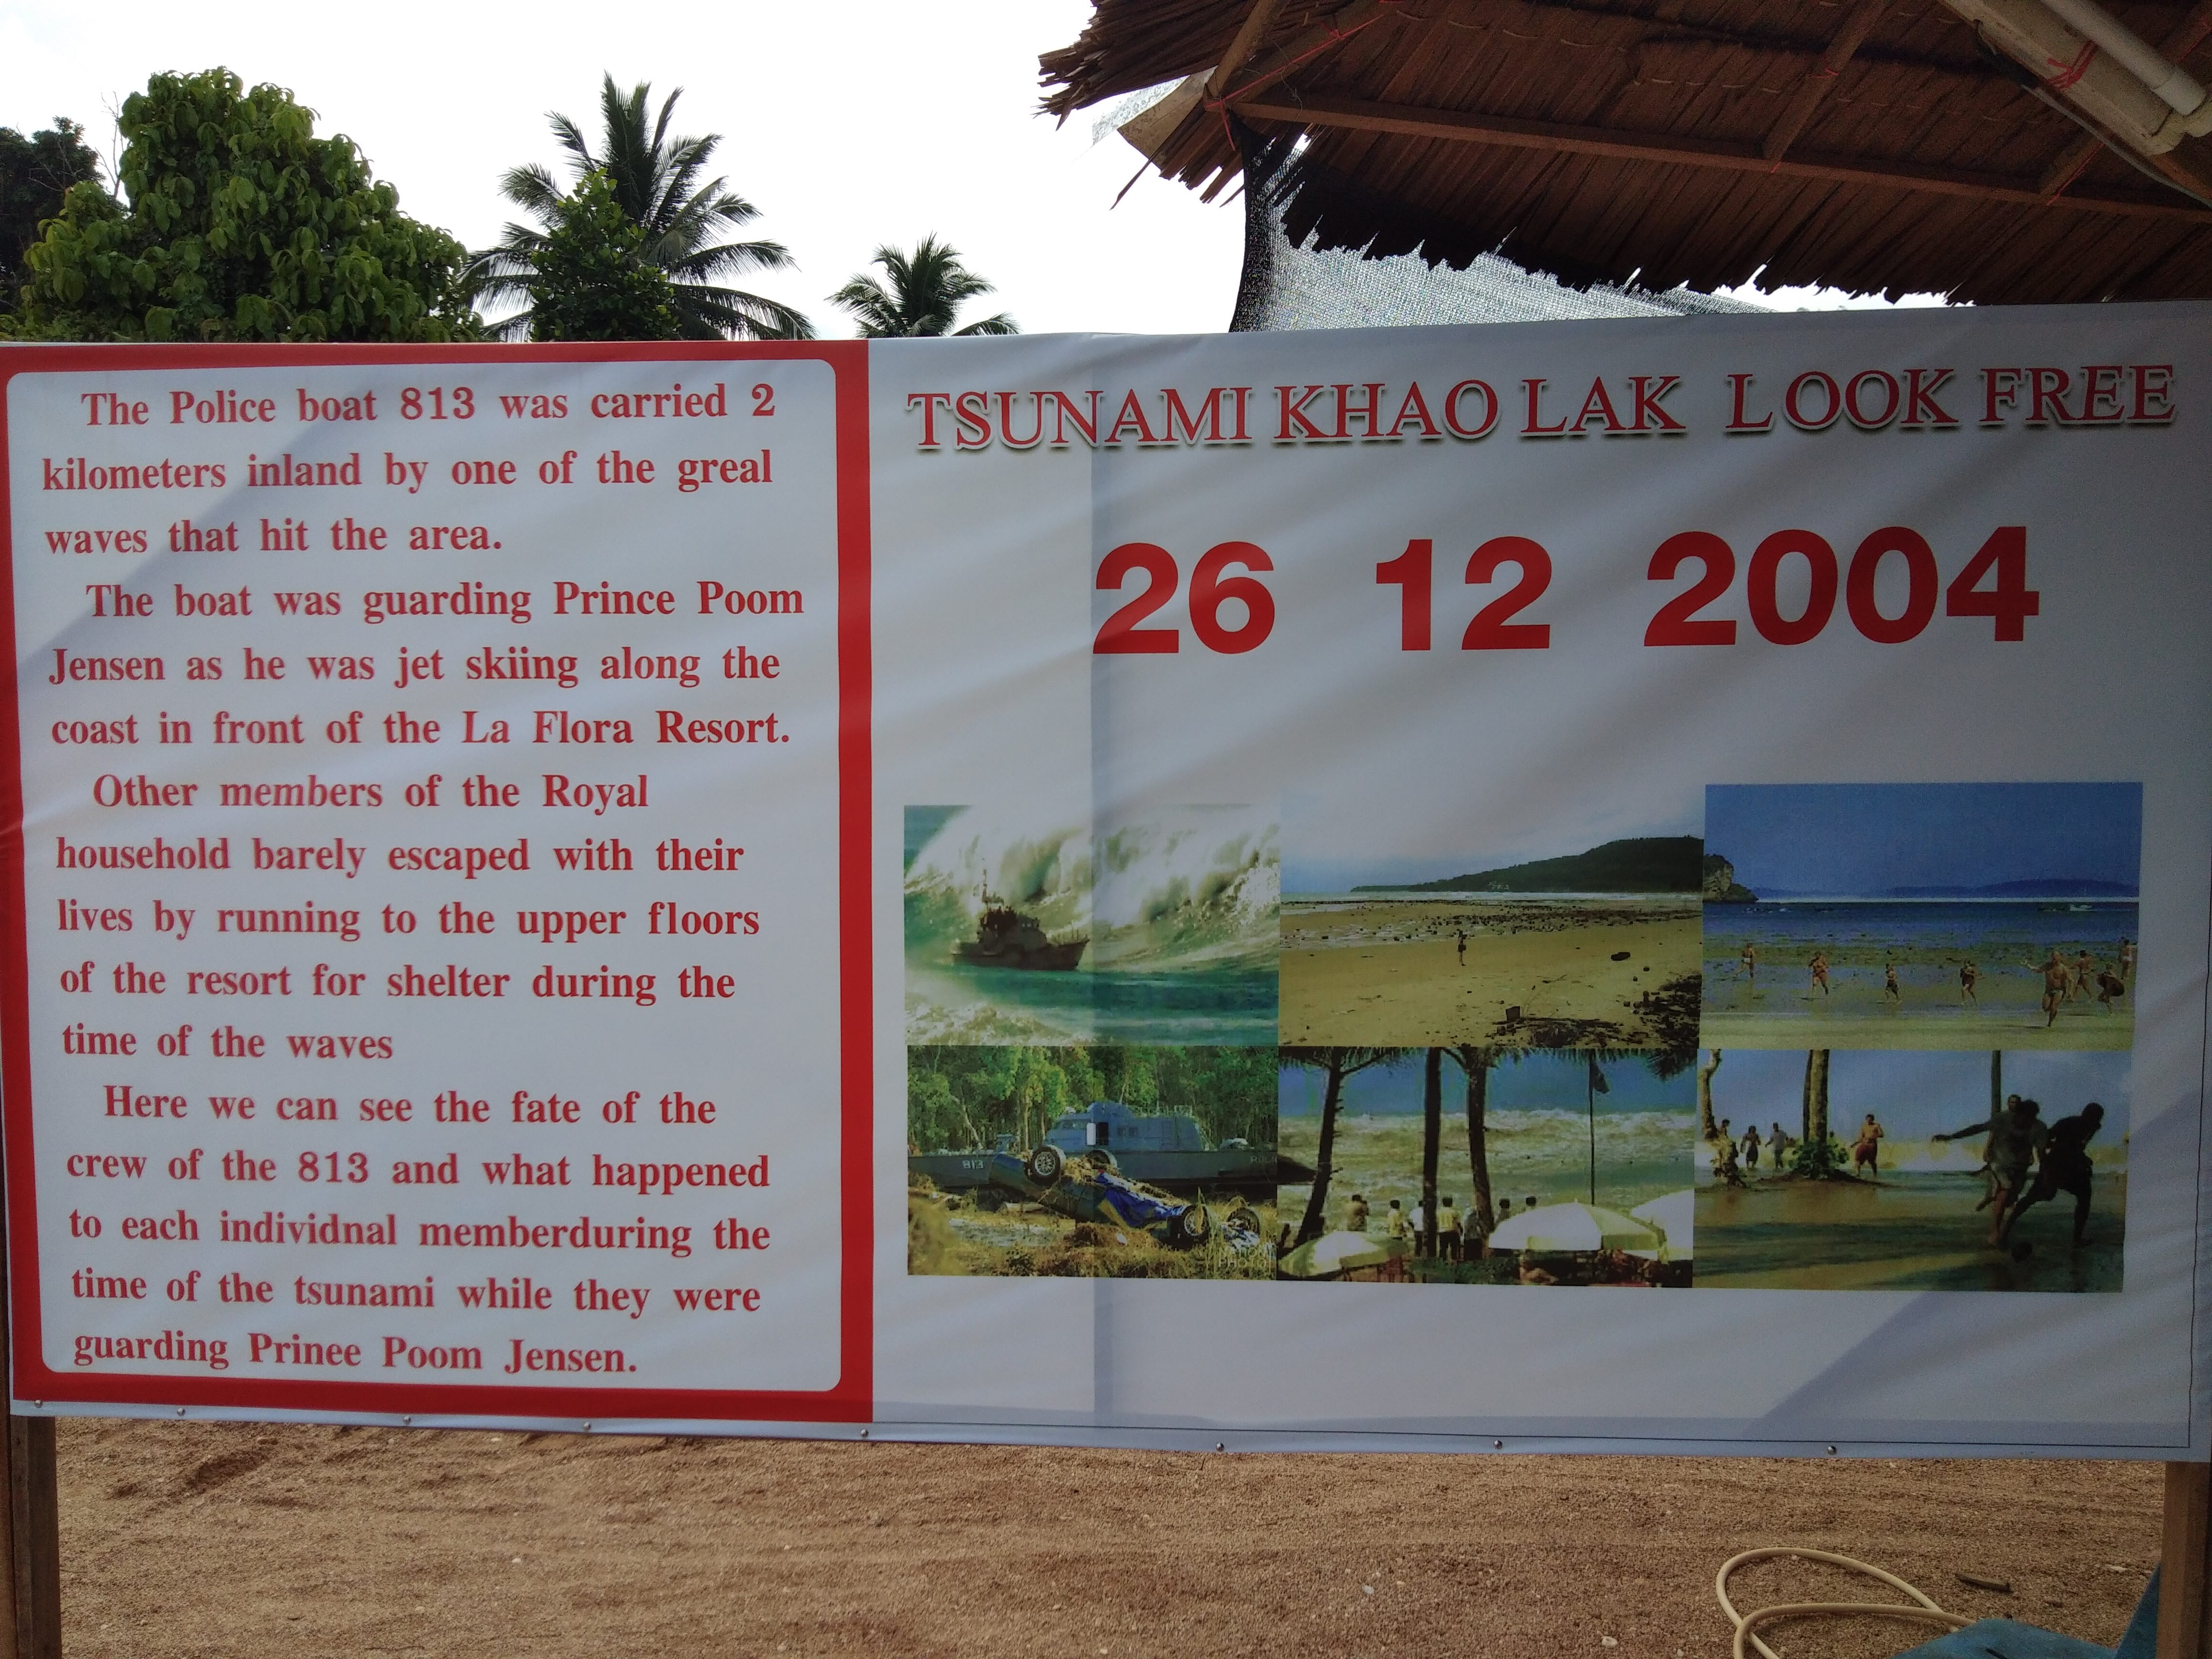 The Police boat 813 was carried 2
kilometers inland by one of the greal
waves that hit the area.
The boat was guarding Prince Poom
Jensen as he was jet skiing along the
coast in front of the La Flora Resort.
Other members of the Royal
household barely escaped with their
lives by running to the upper floors
of the resort for shelter during the
time of the waves
Here we can see the fate of the
crew of the 813 and what happened
to each individnal memberduring the
time of the tsunami while they were
guarding Prinee Poom Jensen.
TSUNAMI KHAO LAK LOOK FREE
26 12 2004
813